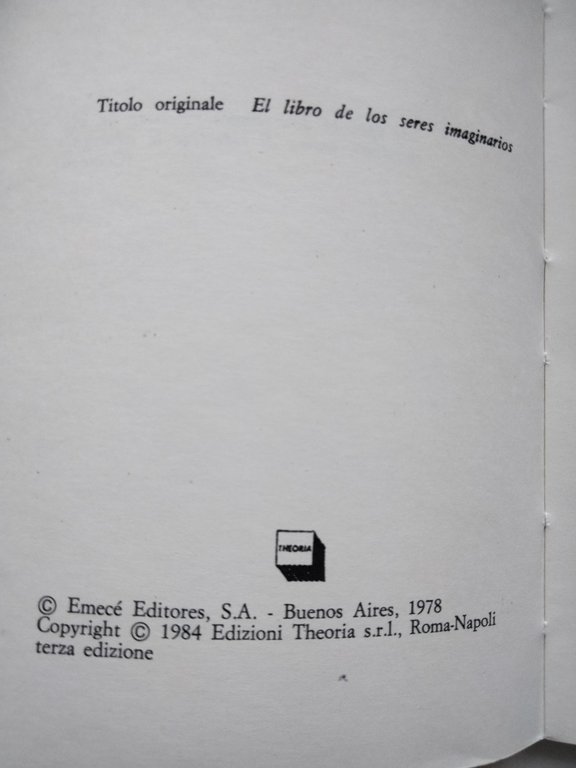 Titolo originale El libro de los seres imaginarios
THEORIA
© Emecé Editores, S.A. - Buenos Aires, 1978
Copyright © 1984 Edizioni Theoria s.r.l., Roma-Napoli
terza edizione